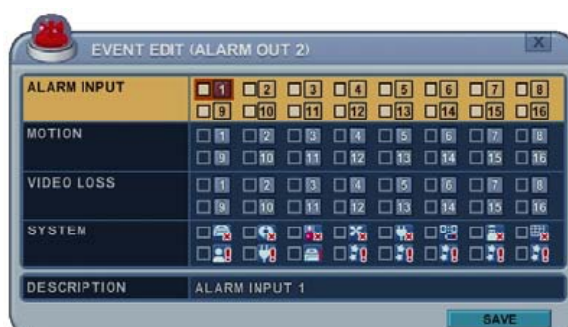 EVENT EDIT (ALARM OUT 2)
X
ALARM INPUT
1 2 3 4 5 6 7 8
9 10 11 12 13 14 15 16
MOTION
1 2 3 4 5 6 7 8
9 10 11 12 13 14 15 16
VIDEO LOSS
1 2 3 4 5 6 7 8
9 10 11 12 13 14 15 16
SYSTEM
DESCRIPTION
ALARM INPUT 1
SAVE